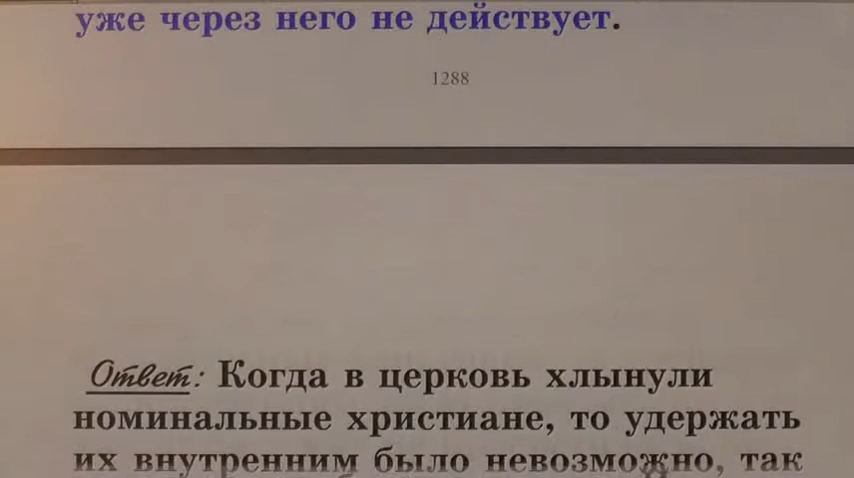 уже через него не действует.
1288
Ответ: Когда в церковь хлынули
номинальные христиане, то удержать
их внутренним было невозможно, так